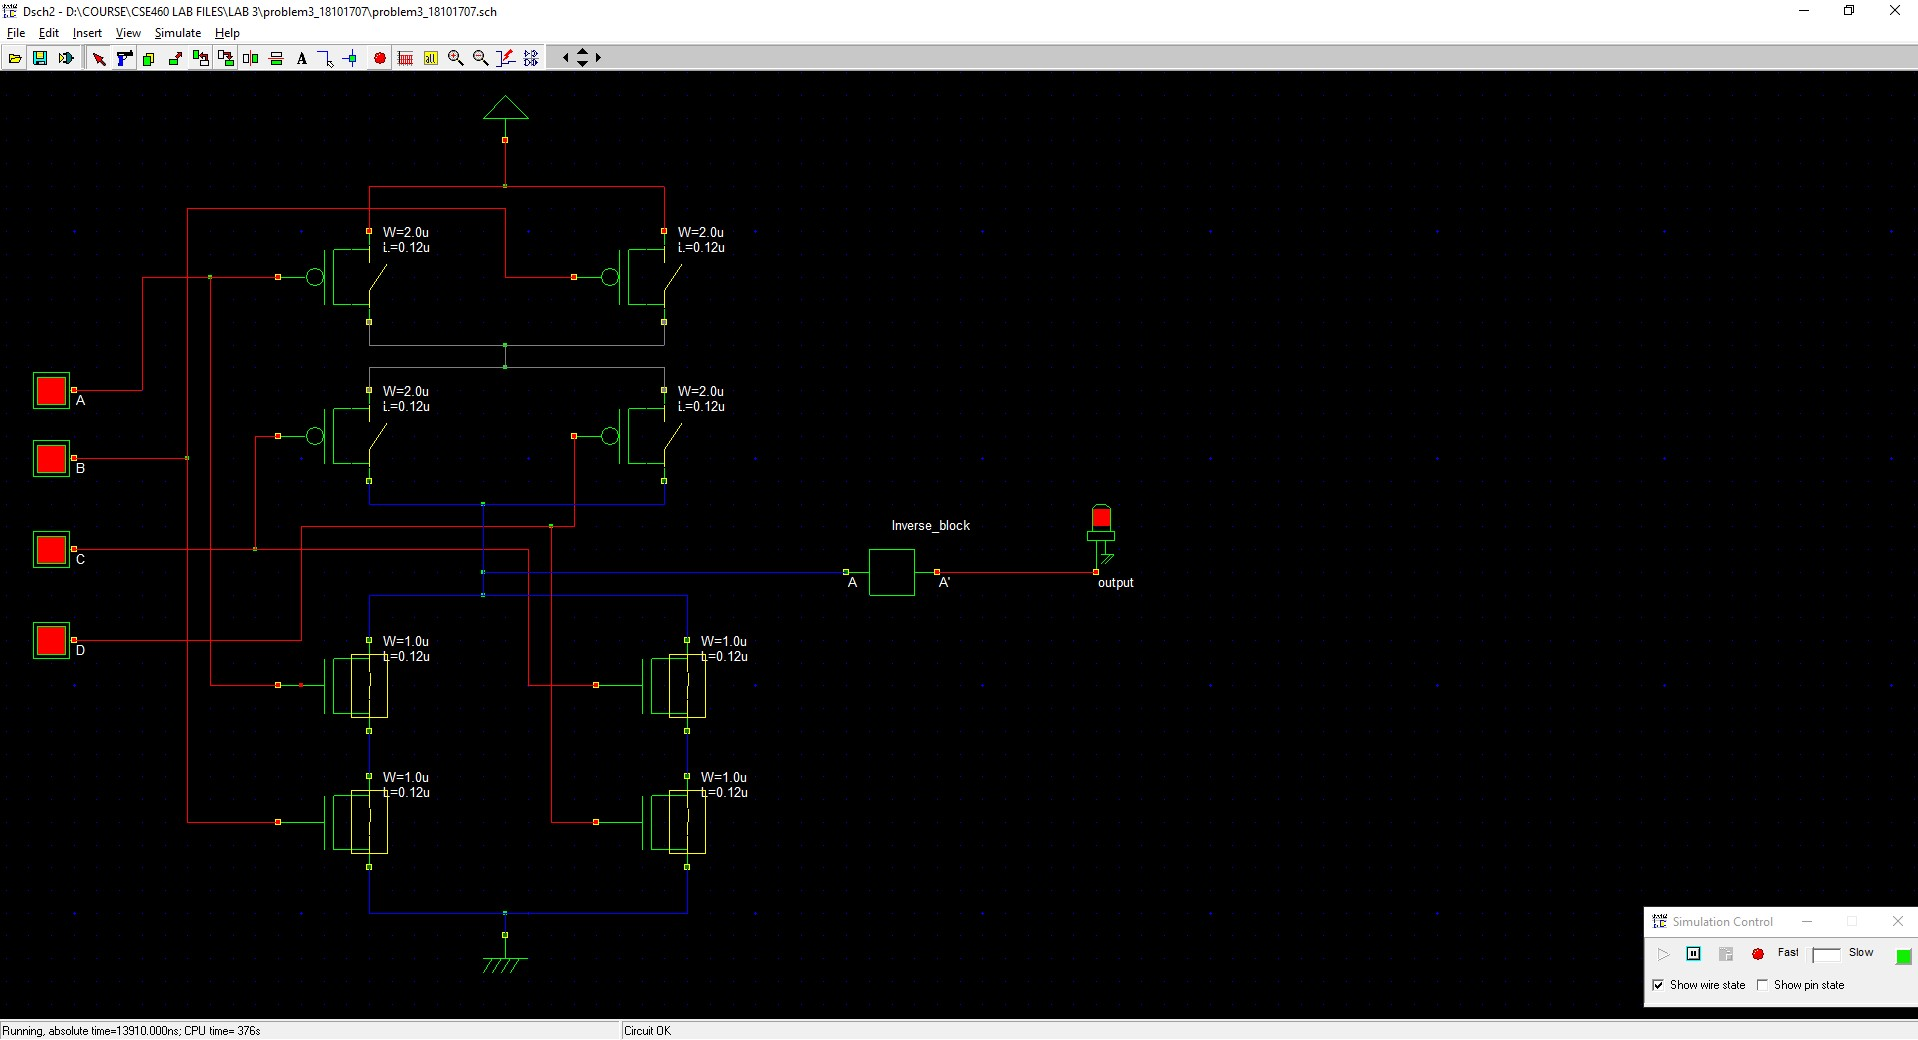 Dsch2 - D:\COURSE\CSE460 LAB FILES\LAB 3\problem3_18101707\problem3_18101707.sch
File Edit Insert View Simulate Help
A all
W=2.0u
L=0.12u
W=2.0u
L=0.12u
W=2.0u
L=0.12u
W=2.0u
L=0.12u
A
B
C
D
Inverse_block
A A'
output
W=1.0u
L=0.12u
W=1.0u
L=0.12u
W=1.0u
L=0.12u
W=1.0u
L=0.12u
Simulation Control
Fast Slow
Show wire state Show pin state
Running, absolute time=13910.000ns; CPU time= 376s Circuit OK